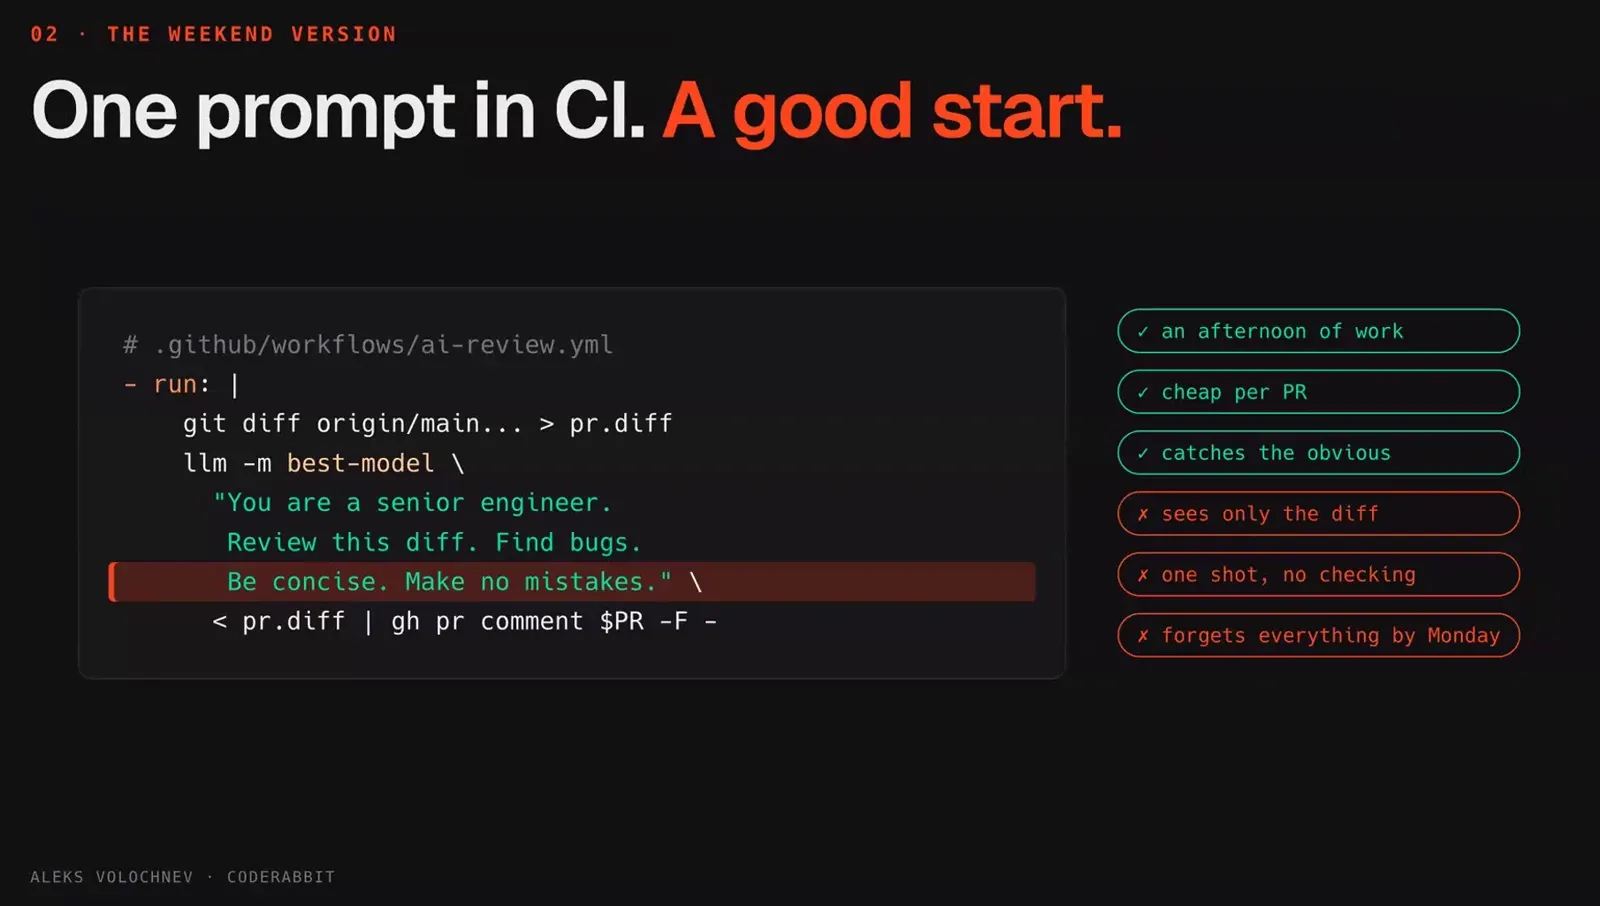 02 · THE WEEKEND VERSION
One prompt in CI. A good start.
# .github/workflows/ai-review.yml
- run: |
git diff origin/main... > pr.diff
llm -m best-model \
"You are a senior engineer.
Review this diff. Find bugs.
Be concise. Make no mistakes." \
< pr.diff | gh pr comment $PR -F -
✓ an afternoon of work
✓ cheap per PR
✓ catches the obvious
✗ sees only the diff
✗ one shot, no checking
✗ forgets everything by Monday
ALEKS VOLOCHNEV · CODERABBIT